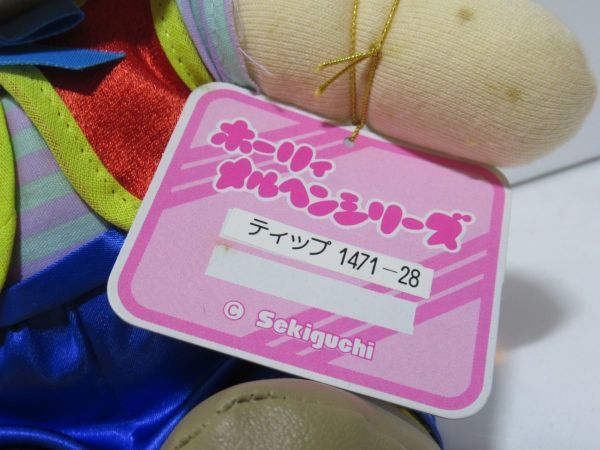 ホーリィ
メルヘンシリーズ
ティップ 1471-28
© Sekiguchi